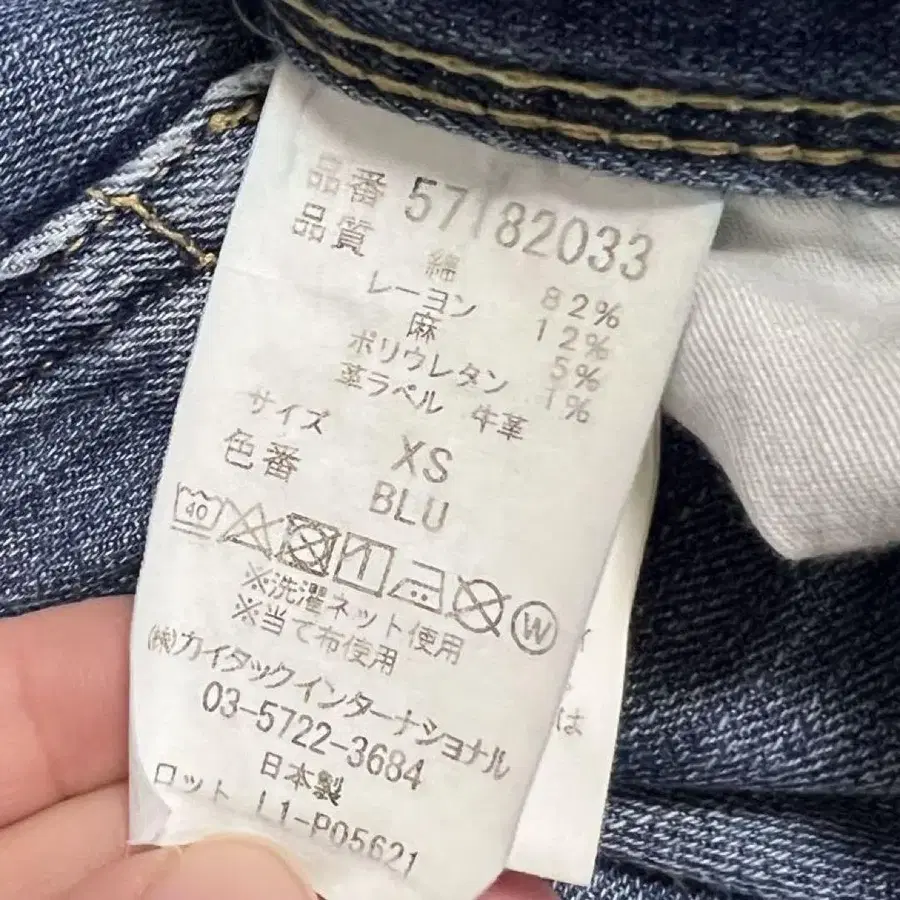 品番 57182033
品質
綿 82%
レーヨン 12%
麻 5%
ポリウレタン 1%
革ラベル 牛革
サイズ XS
色番 BLU
40
W
※洗濯ネット使用
※当て布使用
(株)カイタックインターナショナル
03-5722-3684
日本製
ロット L1-P05621
は